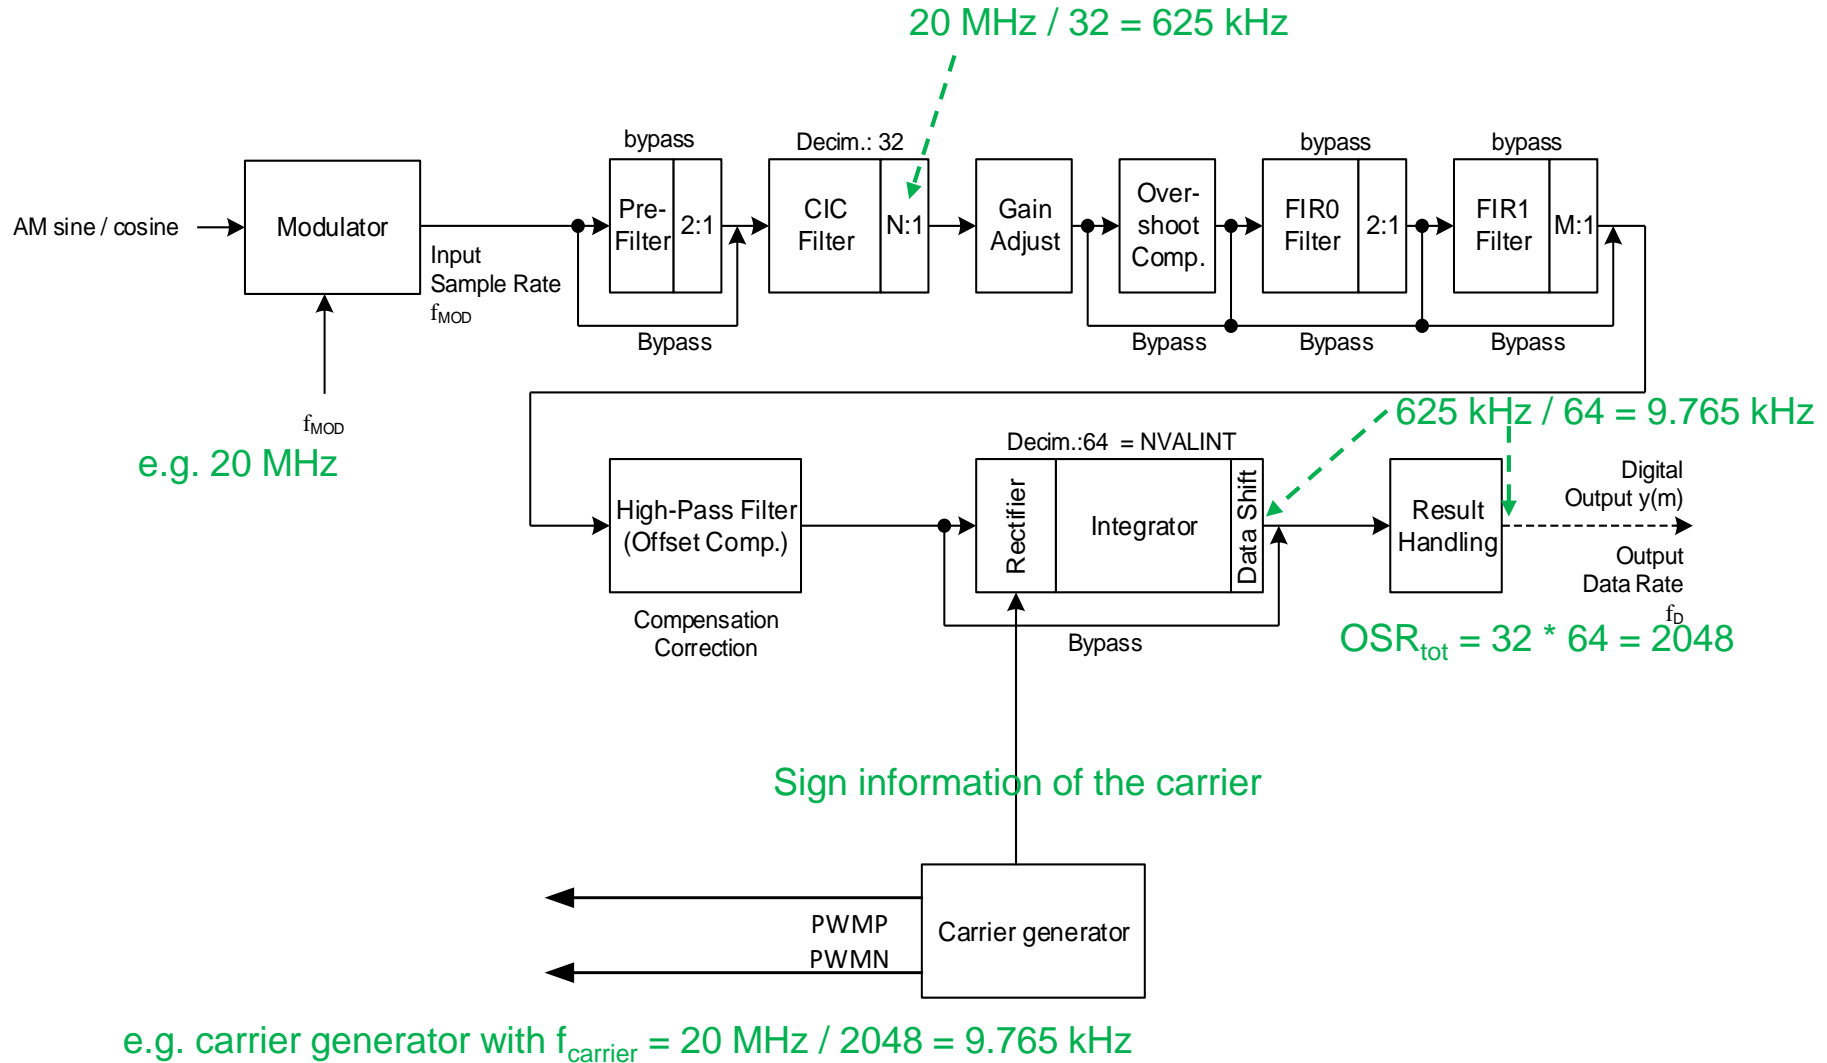 20 MHz / 32 = 625 kHz
bypass
Decim.: 32
bypass
bypass
AM sine / cosine
Modulator
Pre-
Filter
2:1
CIC
Filter
N:1
Gain
Adjust
Over-
shoot
Comp.
FIR0
Filter
2:1
FIR1
Filter
M:1
Input
Sample Rate
fMOD
Bypass
Bypass
Bypass
Bypass
fMOD
e.g. 20 MHz
625 kHz / 64 = 9.765 kHz
Decim.:64 = NVALINT
High-Pass Filter
(Offset Comp.)
Rectifier
Integrator
Data Shift
Result
Handling
Digital
Output y(m)
Output
Data Rate
fD
Compensation
Correction
Bypass
OSRtot = 32 * 64 = 2048
Sign information of the carrier
Carrier generator
PWMP
PWMN
e.g. carrier generator with fcarrier = 20 MHz / 2048 = 9.765 kHz